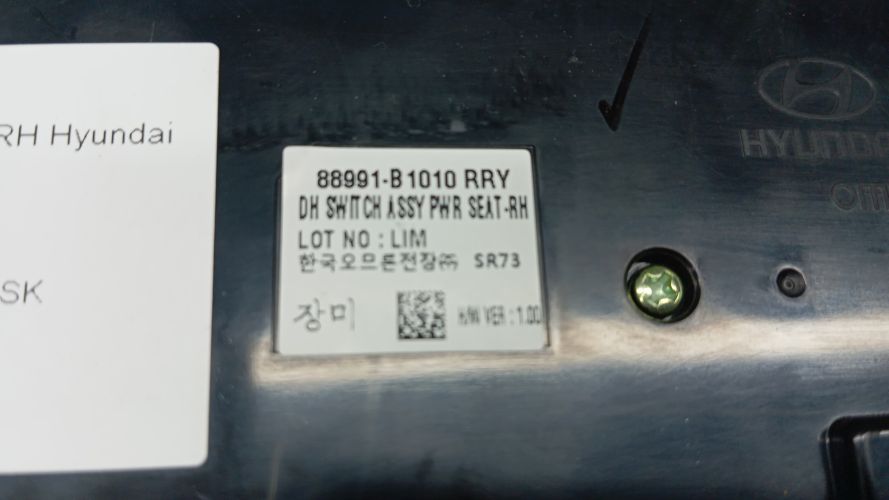 RH Hyundai
SK
88991-B1010 RRY
DH SWITCH ASSY PWR SEAT-RH
LOT NO : LIM
한국오므론전장㈜ SR73
장미
H/W VER : 1.00
HYUNDAI